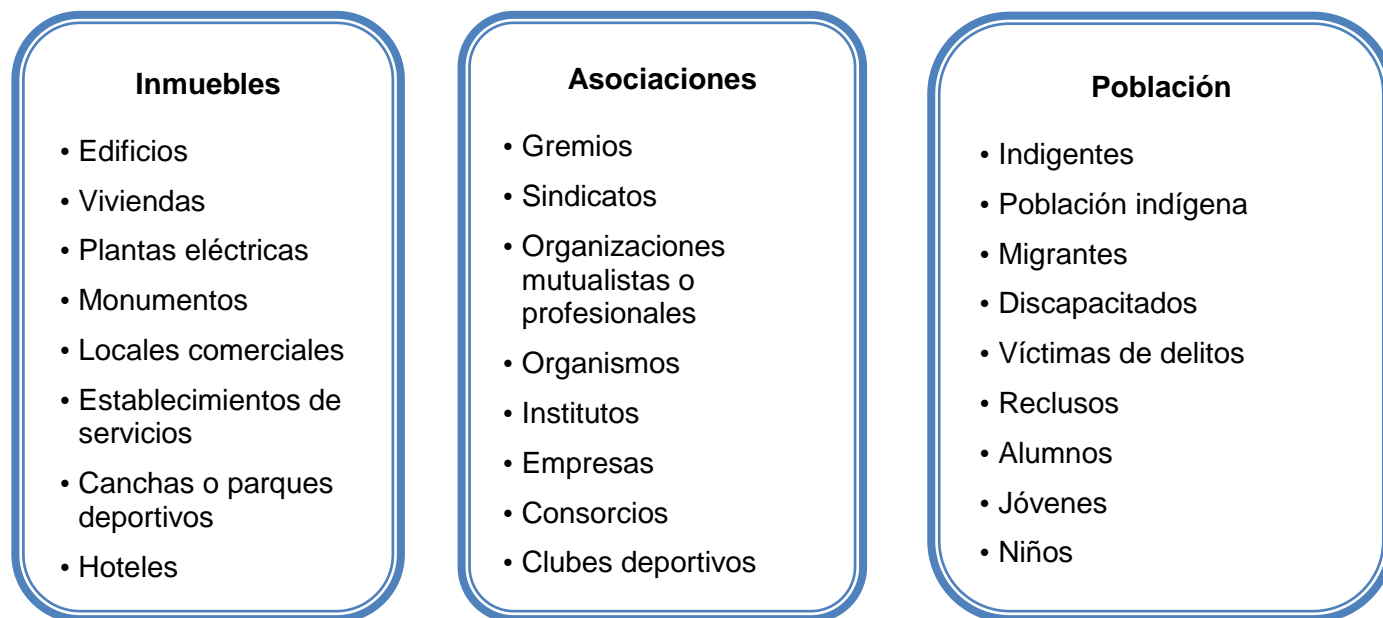 Inmuebles
• Edificios
• Viviendas
• Plantas eléctricas
• Monumentos
• Locales comerciales
• Establecimientos de
servicios
• Canchas o parques
deportivos
• Hoteles
Asociaciones
• Gremios
• Sindicatos
• Organizaciones
mutualistas o
profesionales
• Organismos
• Institutos
• Empresas
• Consorcios
• Clubes deportivos
Población
• Indigentes
• Población indígena
• Migrantes
• Discapacitados
• Víctimas de delitos
• Reclusos
• Alumnos
• Jóvenes
• Niños